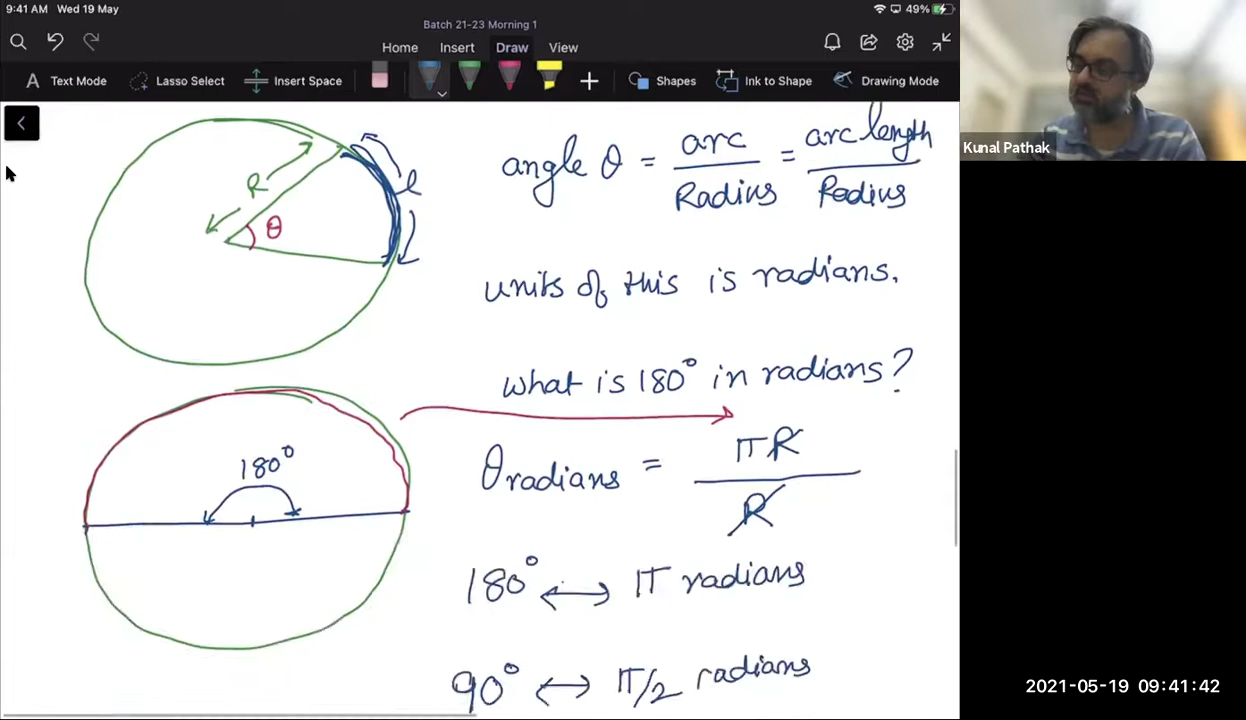 9:41 AM Wed 19 May
49%
Batch 21-23 Morning 1
Home Insert Draw View
Text Mode Lasso Select Insert Space Shapes Ink to Shape Drawing Mode
Kunal Pathak
R
θ
l
angle θ = arc / Radius = arc length / Radius
units of this is radians.
What is 180° in radians?
180°
θ radians = πR / R
180° ↔ π radians
90° ↔ π/2 radians
2021-05-19 09:41:42